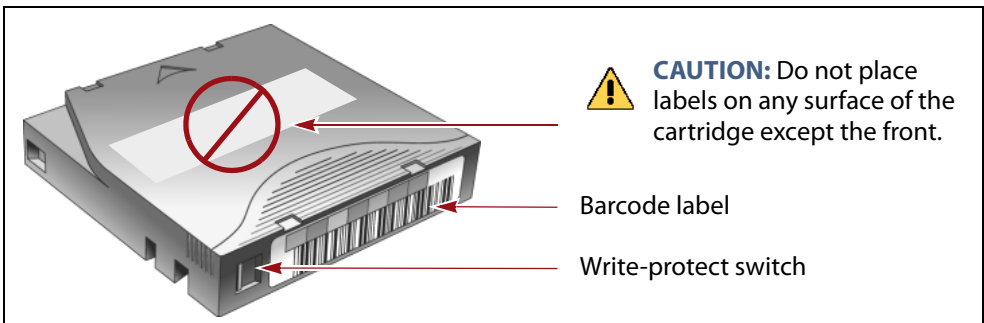 CAUTION: Do not place
labels on any surface of the
cartridge except the front.
Barcode label
Write-protect switch